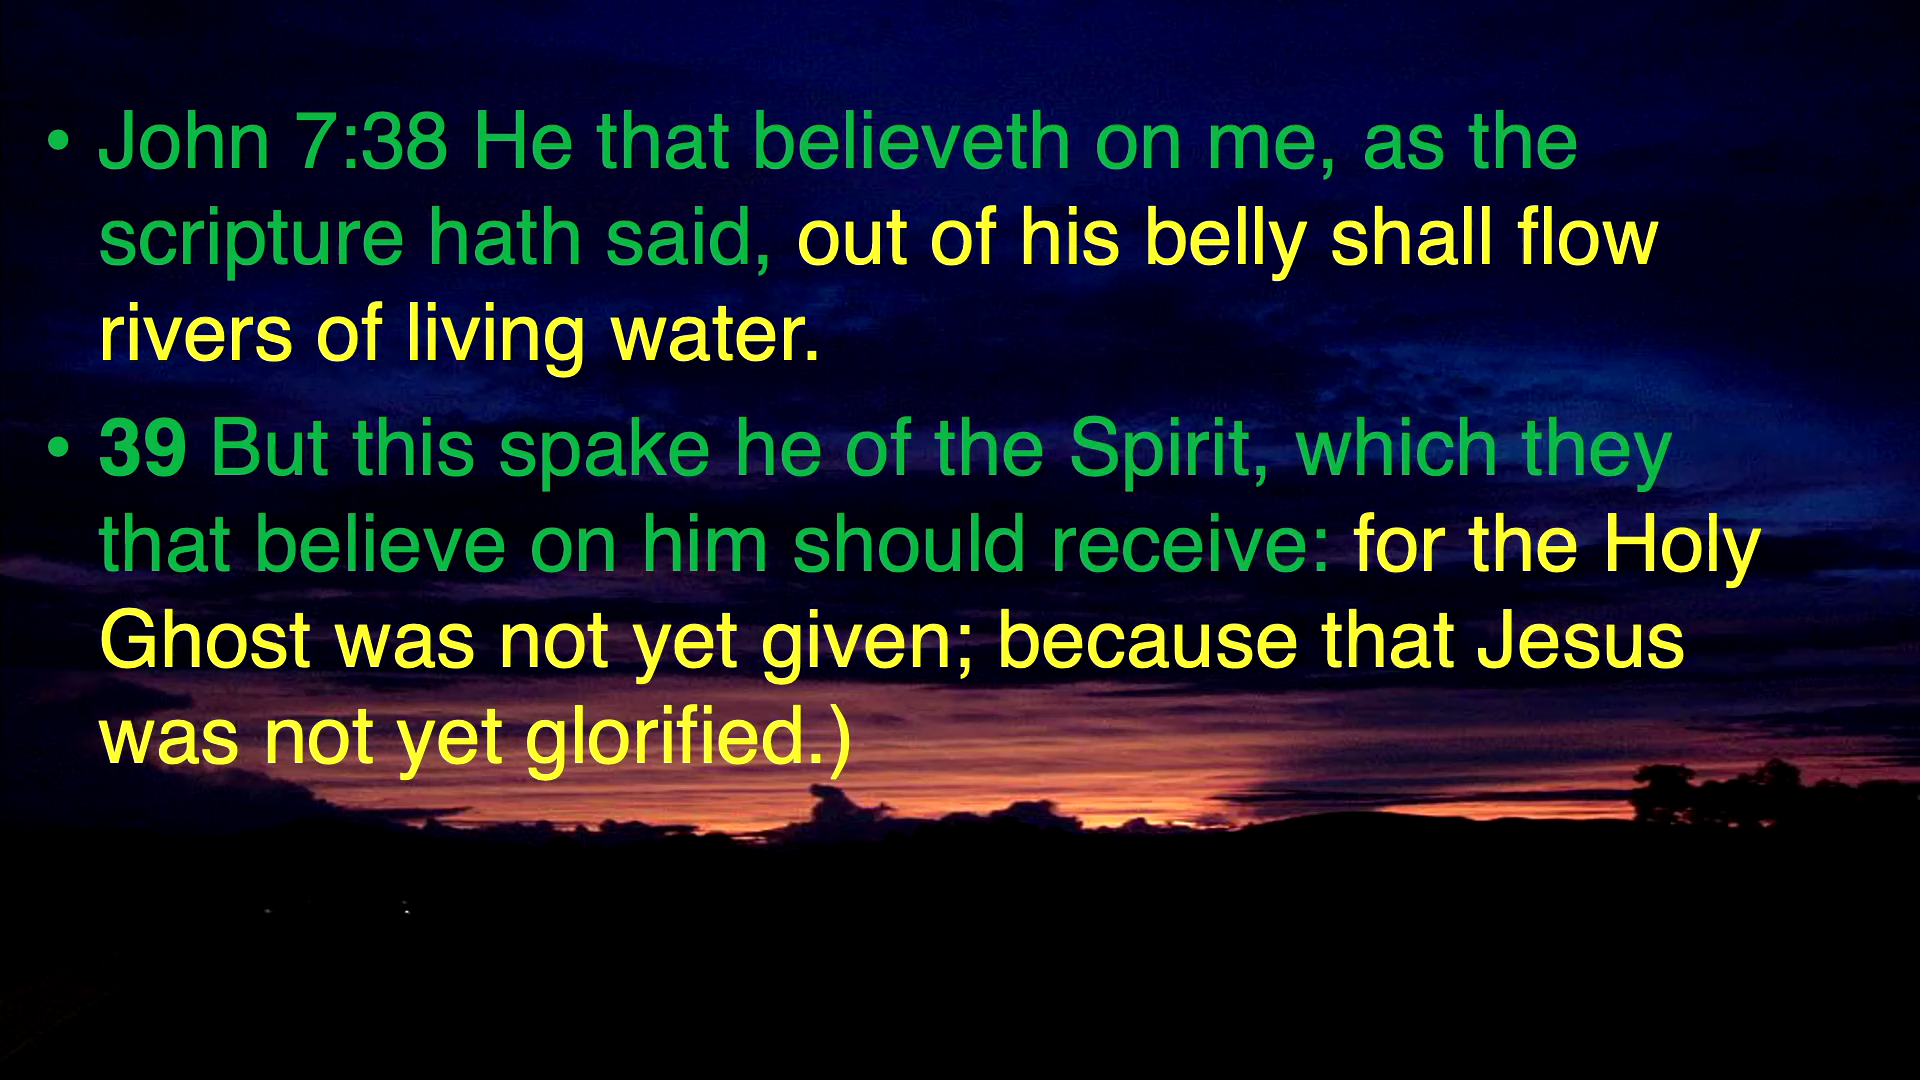 • John 7:38 He that believeth on me, as the
scripture hath said, out of his belly shall flow
rivers of living water.
• 39 But this spake he of the Spirit, which they
that believe on him should receive: for the Holy
Ghost was not yet given; because that Jesus
was not yet glorified.)